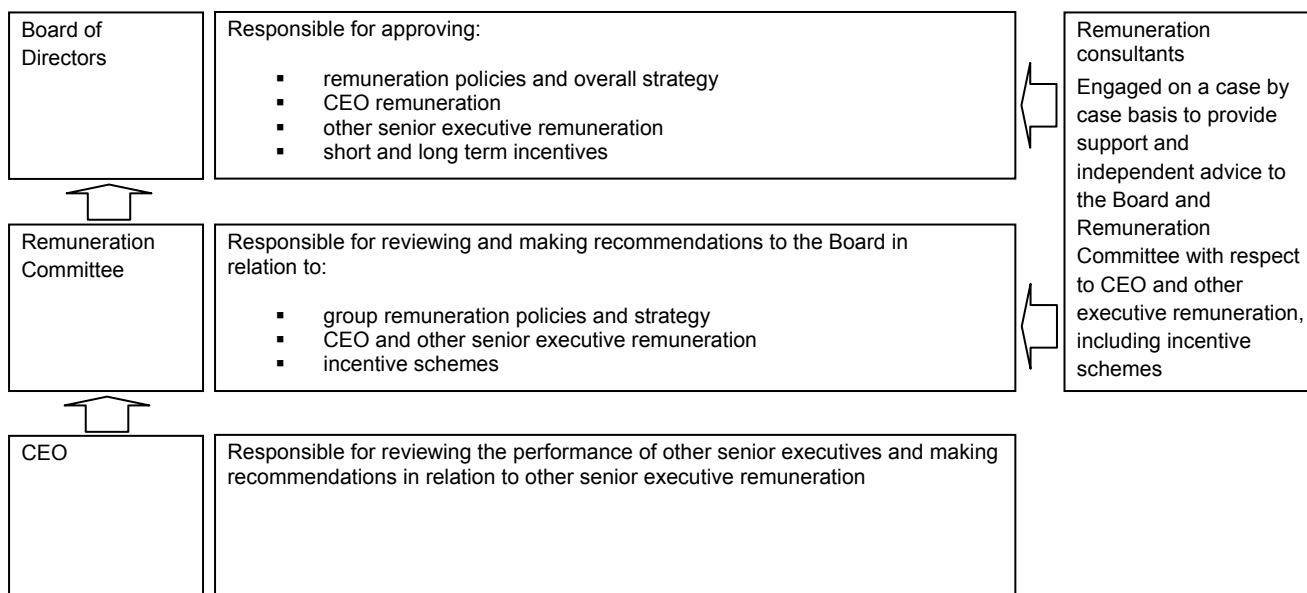 Board of
Directors
Responsible for approving:
▪ remuneration policies and overall strategy
▪ CEO remuneration
▪ other senior executive remuneration
▪ short and long term incentives
Remuneration
consultants
Engaged on a case by
case basis to provide
support and
independent advice to
the Board and
Remuneration
Committee with respect
to CEO and other
executive remuneration,
including incentive
schemes
Remuneration
Committee
Responsible for reviewing and making recommendations to the Board in
relation to:
▪ group remuneration policies and strategy
▪ CEO and other senior executive remuneration
▪ incentive schemes
CEO
Responsible for reviewing the performance of other senior executives and making
recommendations in relation to other senior executive remuneration